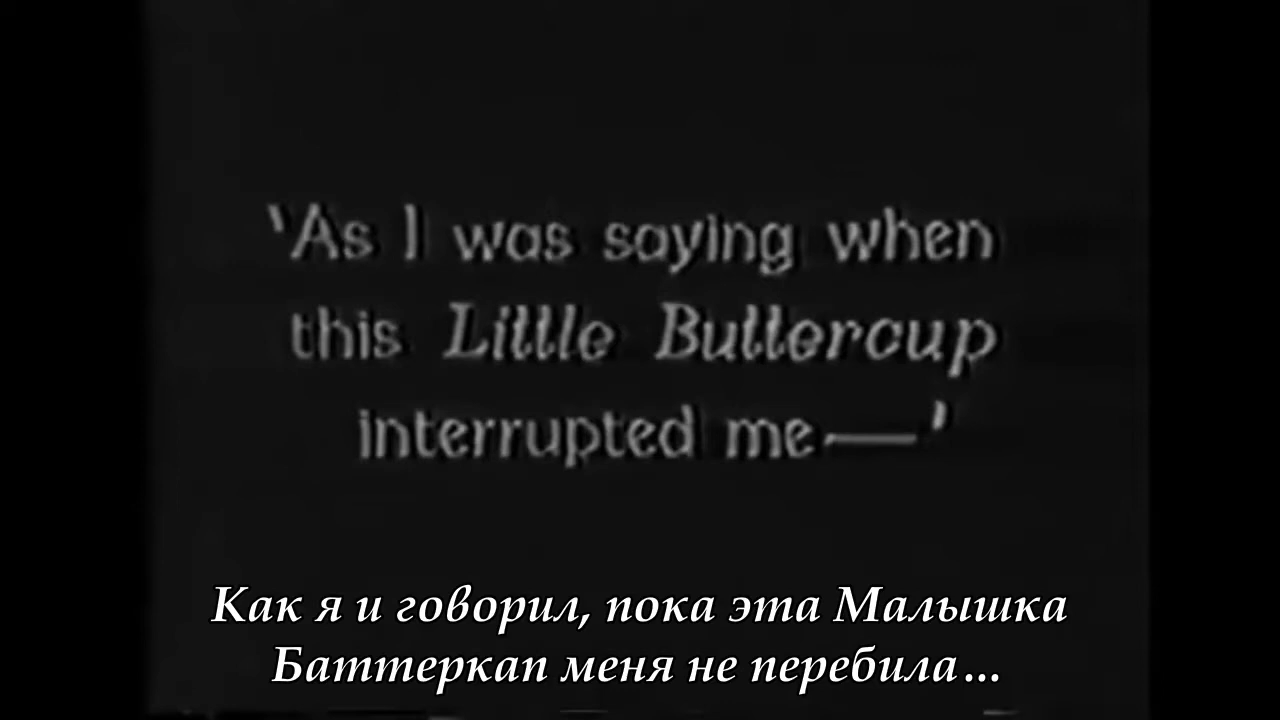 'As I was saying when
this Little Buttercup
interrupted me—'
Как я и говорил, пока эта Малышка
Баттеркап меня не перебила...